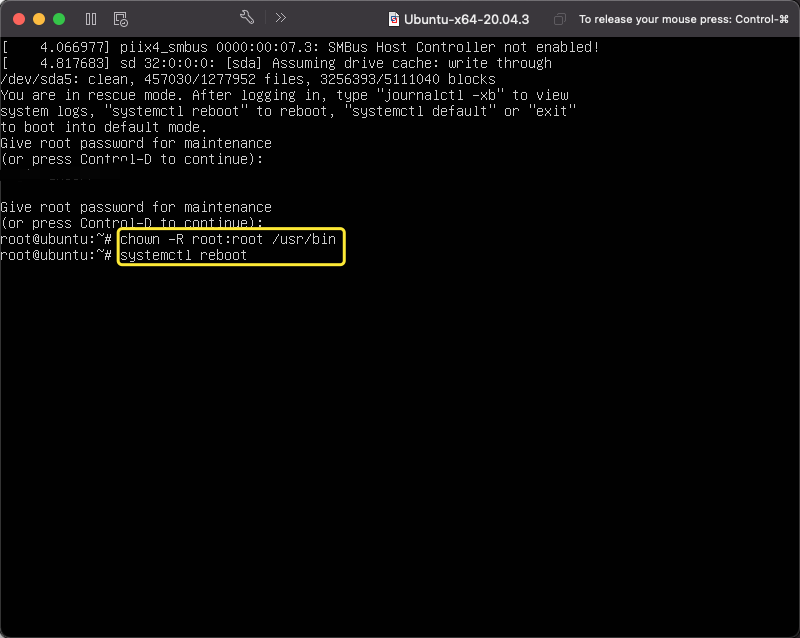 Ubuntu-x64-20.04.3
To release your mouse press: Control-⌘
[    4.066977] piix4_smbus 0000:00:07.3: SMBus Host Controller not enabled!
[    4.817683] sd 32:0:0:0: [sda] Assuming drive cache: write through
/dev/sda5: clean, 457030/1277952 files, 3256393/5111040 blocks
You are in rescue mode. After logging in, type "journalctl -xb" to view
system logs, "systemctl reboot" to reboot, "systemctl default" or "exit"
to boot into default mode.
Give root password for maintenance
(or press Control-D to continue):
Give root password for maintenance
(or press Control-D to continue):
root@ubuntu:~# chown -R root:root /usr/bin
root@ubuntu:~# systemctl reboot